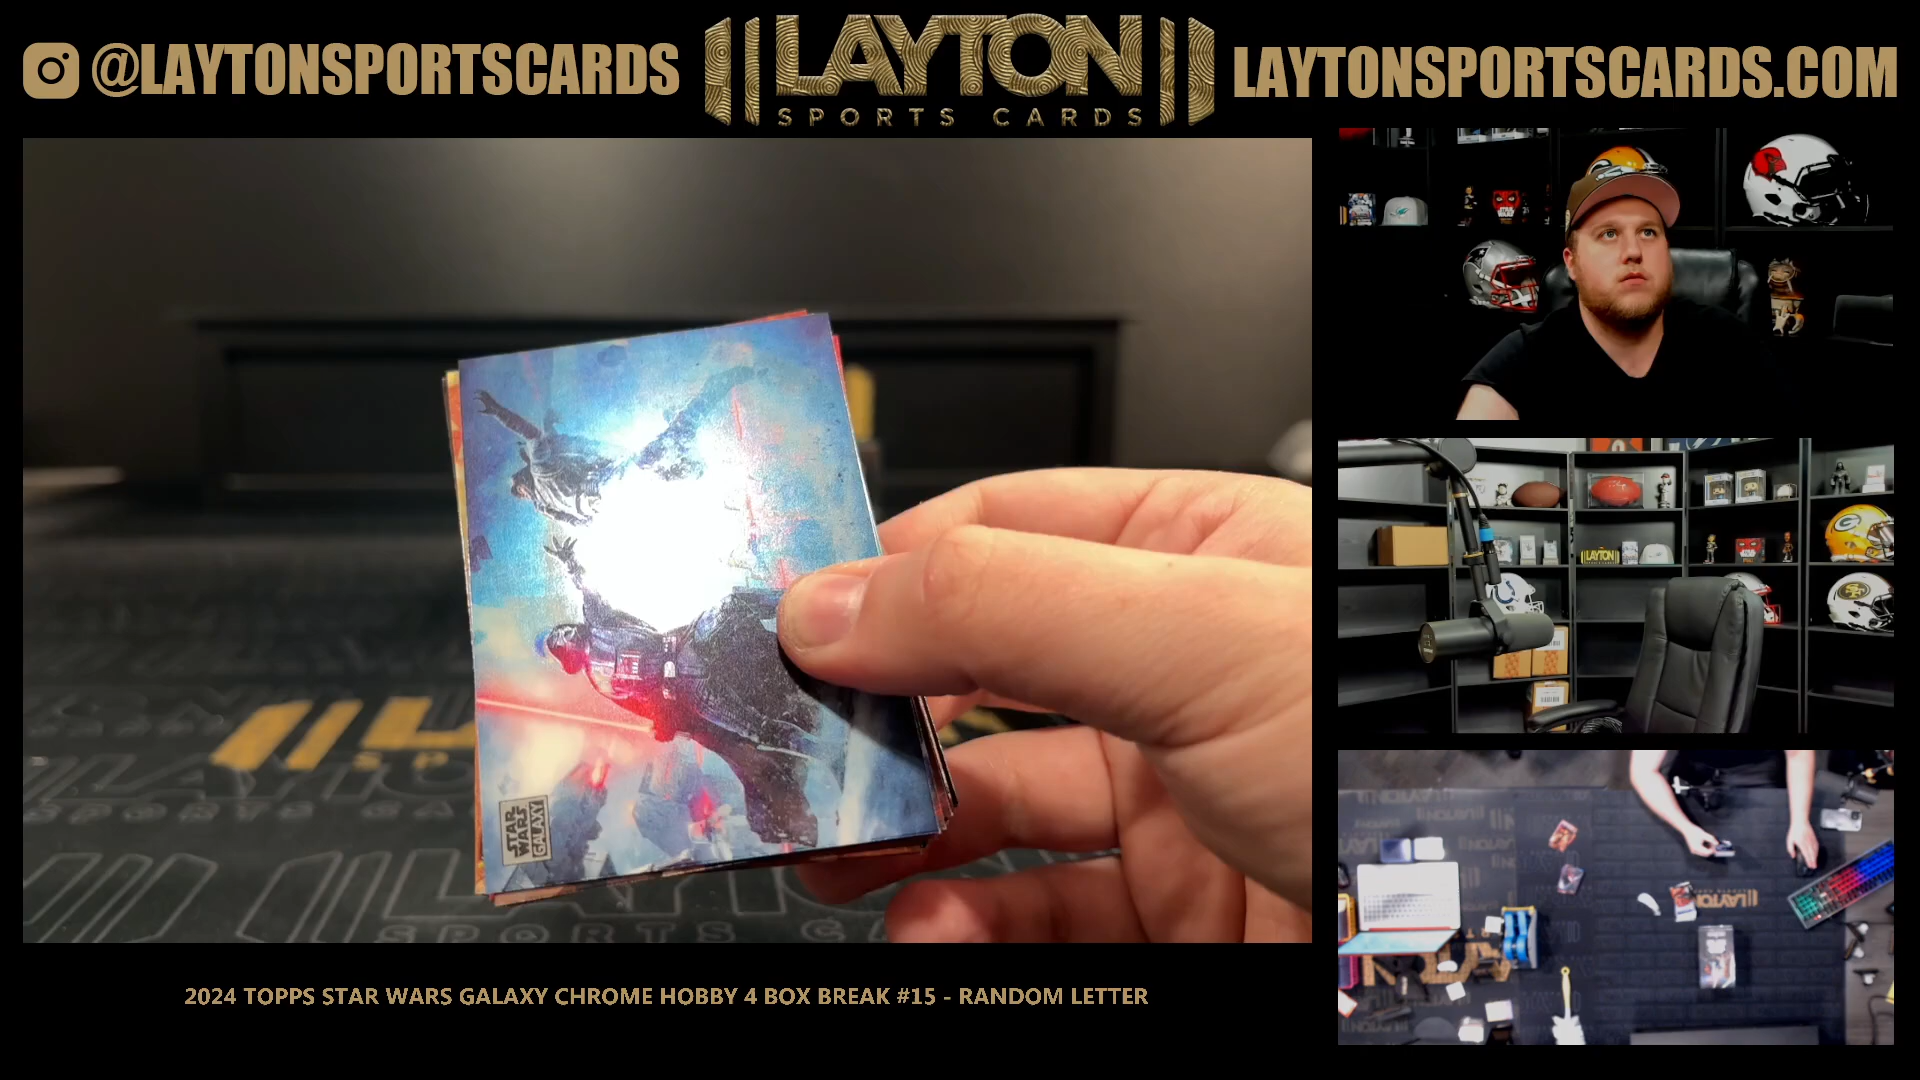 @LAYTONSPORTSCARDS
LAYTON
SPORTS CARDS
LAYTONSPORTSCARDS.COM
STAR WARS
GALAXY
LAYTON
2024 TOPPS STAR WARS GALAXY CHROME HOBBY 4 BOX BREAK #15 - RANDOM LETTER